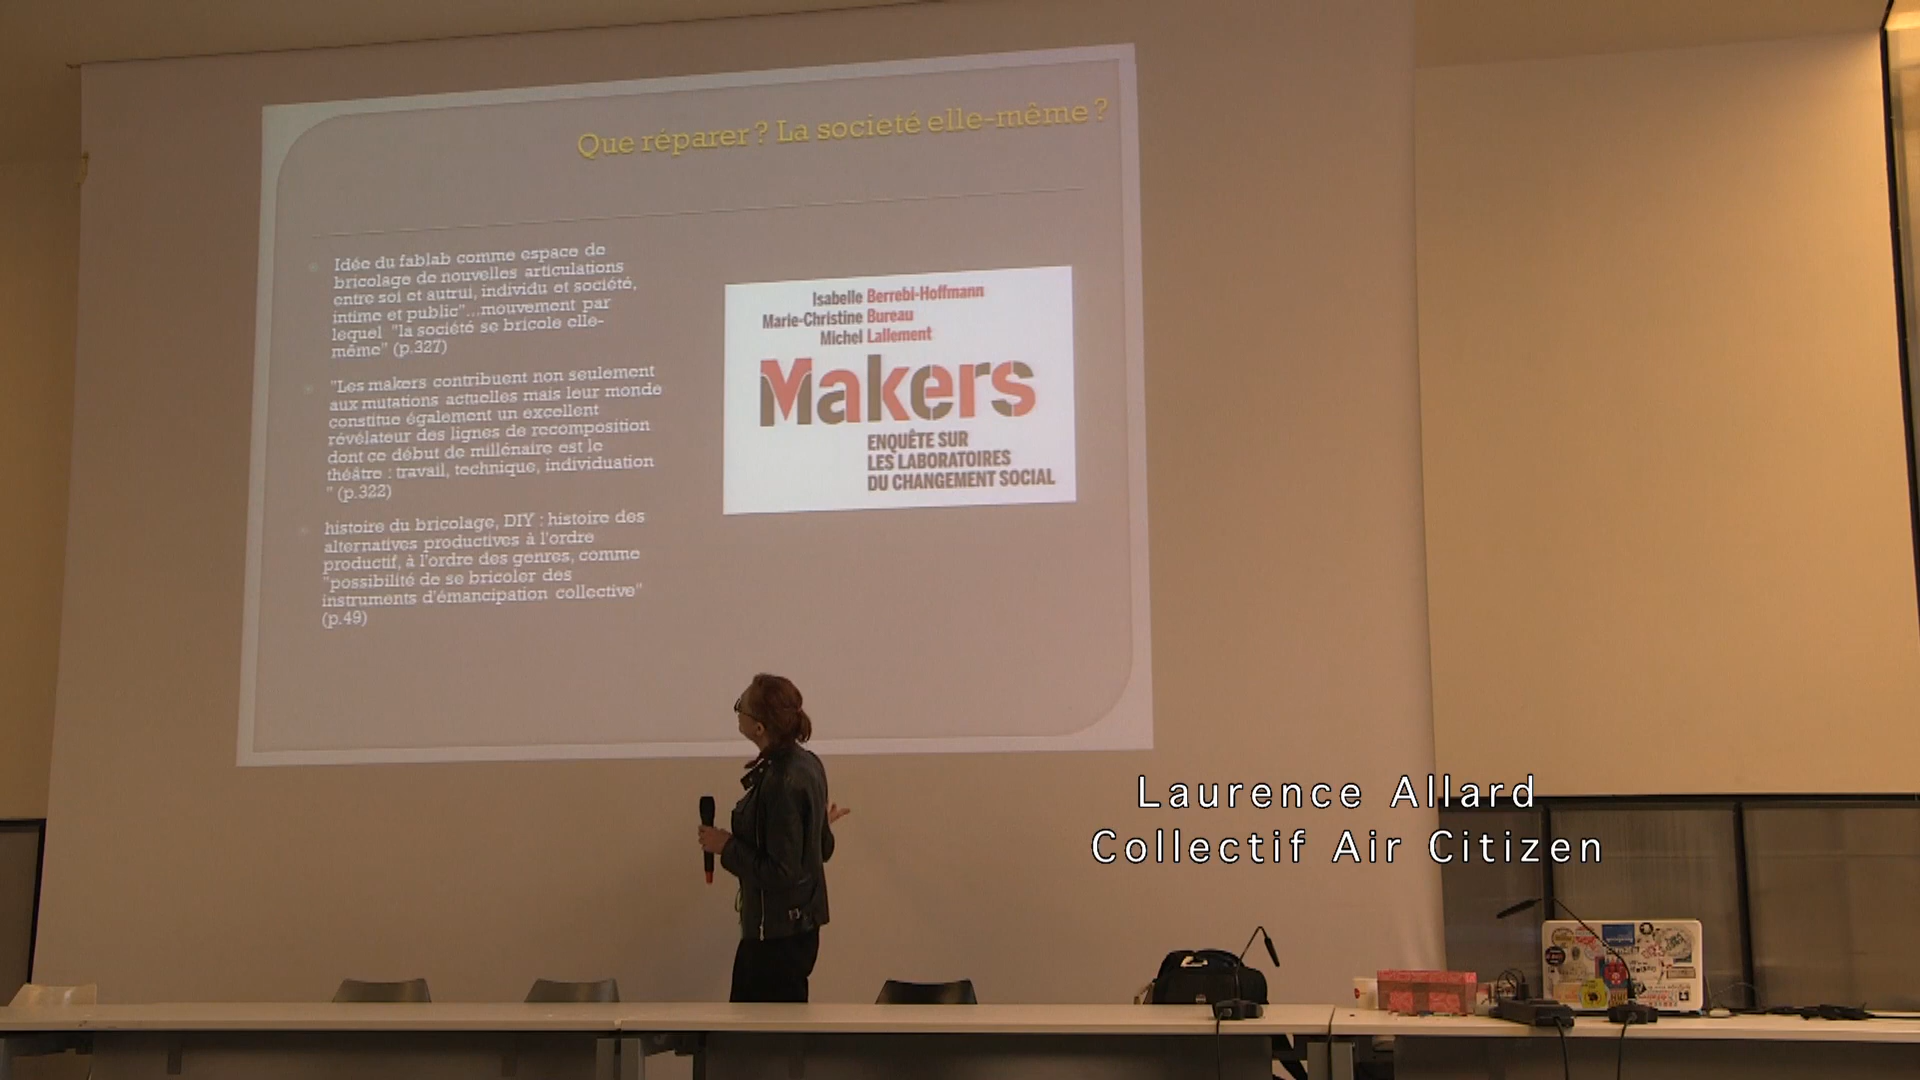 Que réparer ? La societé elle-même ?
Idée du fablab comme espace de
bricolage de nouvelles articulations
entre soi et autrui, individu et société,
intime et public"...mouvement par
lequel "la société se bricole elle-
même" (p.327)
"Les makers contribuent non seulement
aux mutations actuelles mais leur monde
constitue également un excellent
révélateur des lignes de recomposition
dont ce début de millénaire est le
théâtre : travail, technique, individuation
" (p.322)
histoire du bricolage, DIY : histoire des
alternatives productives à l'ordre
productif, à l'ordre des genres, comme
"possibilité de se bricoler des
instruments d'émancipation collective"
(p.49)
Isabelle Berrebi-Hoffmann
Marie-Christine Bureau
Michel Lallement
Makers
ENQUÊTE SUR
LES LABORATOIRES
DU CHANGEMENT SOCIAL
Laurence Allard
Collectif Air Citizen